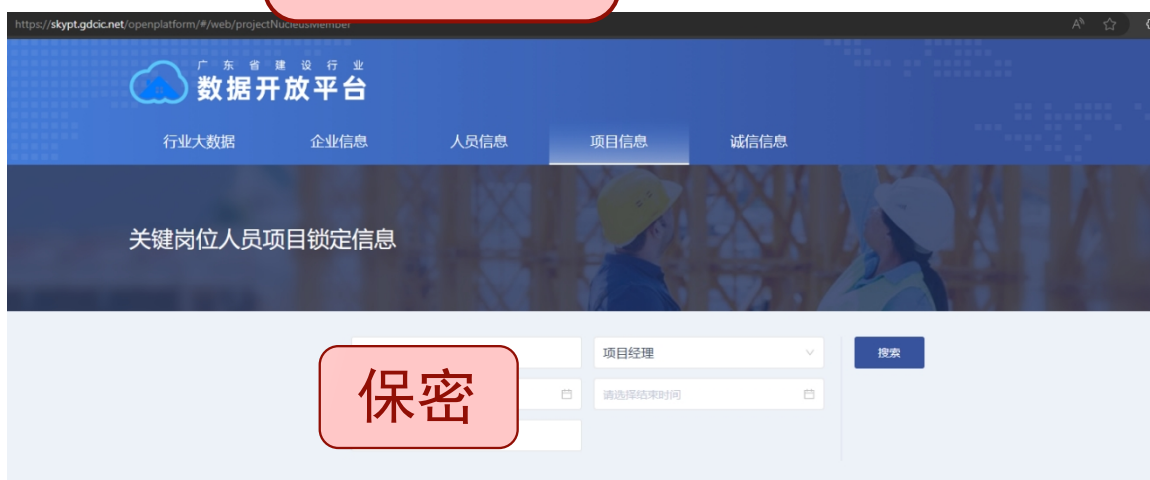 https://skypt.gdcic.net/openplatform/#/web/projectNucleusMember
广东省建设行业
数据开放平台
行业大数据 企业信息 人员信息 项目信息 诚信信息
关键岗位人员项目锁定信息
项目经理 搜索
保密
请选择结束时间